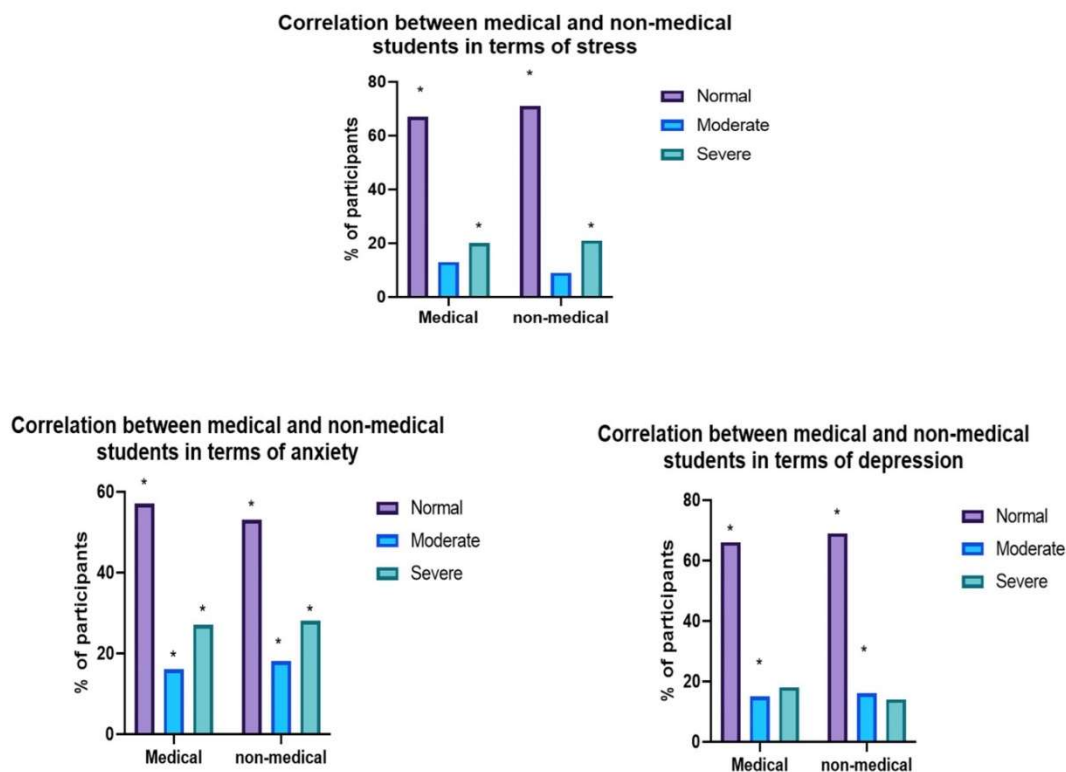 Correlation between medical and non-medical
students in terms of stress
80
60
40
20
0
% of participants
*
*
*
*
Medical
non-medical
Normal
Moderate
Severe
Correlation between medical and non-medical
students in terms of anxiety
60
40
20
0
% of participants
*
*
*
*
*
*
Medical
non-medical
Normal
Moderate
Severe
Correlation between medical and non-medical
students in terms of depression
80
60
40
20
0
% of participants
*
*
*
*
Medical
non-medical
Normal
Moderate
Severe